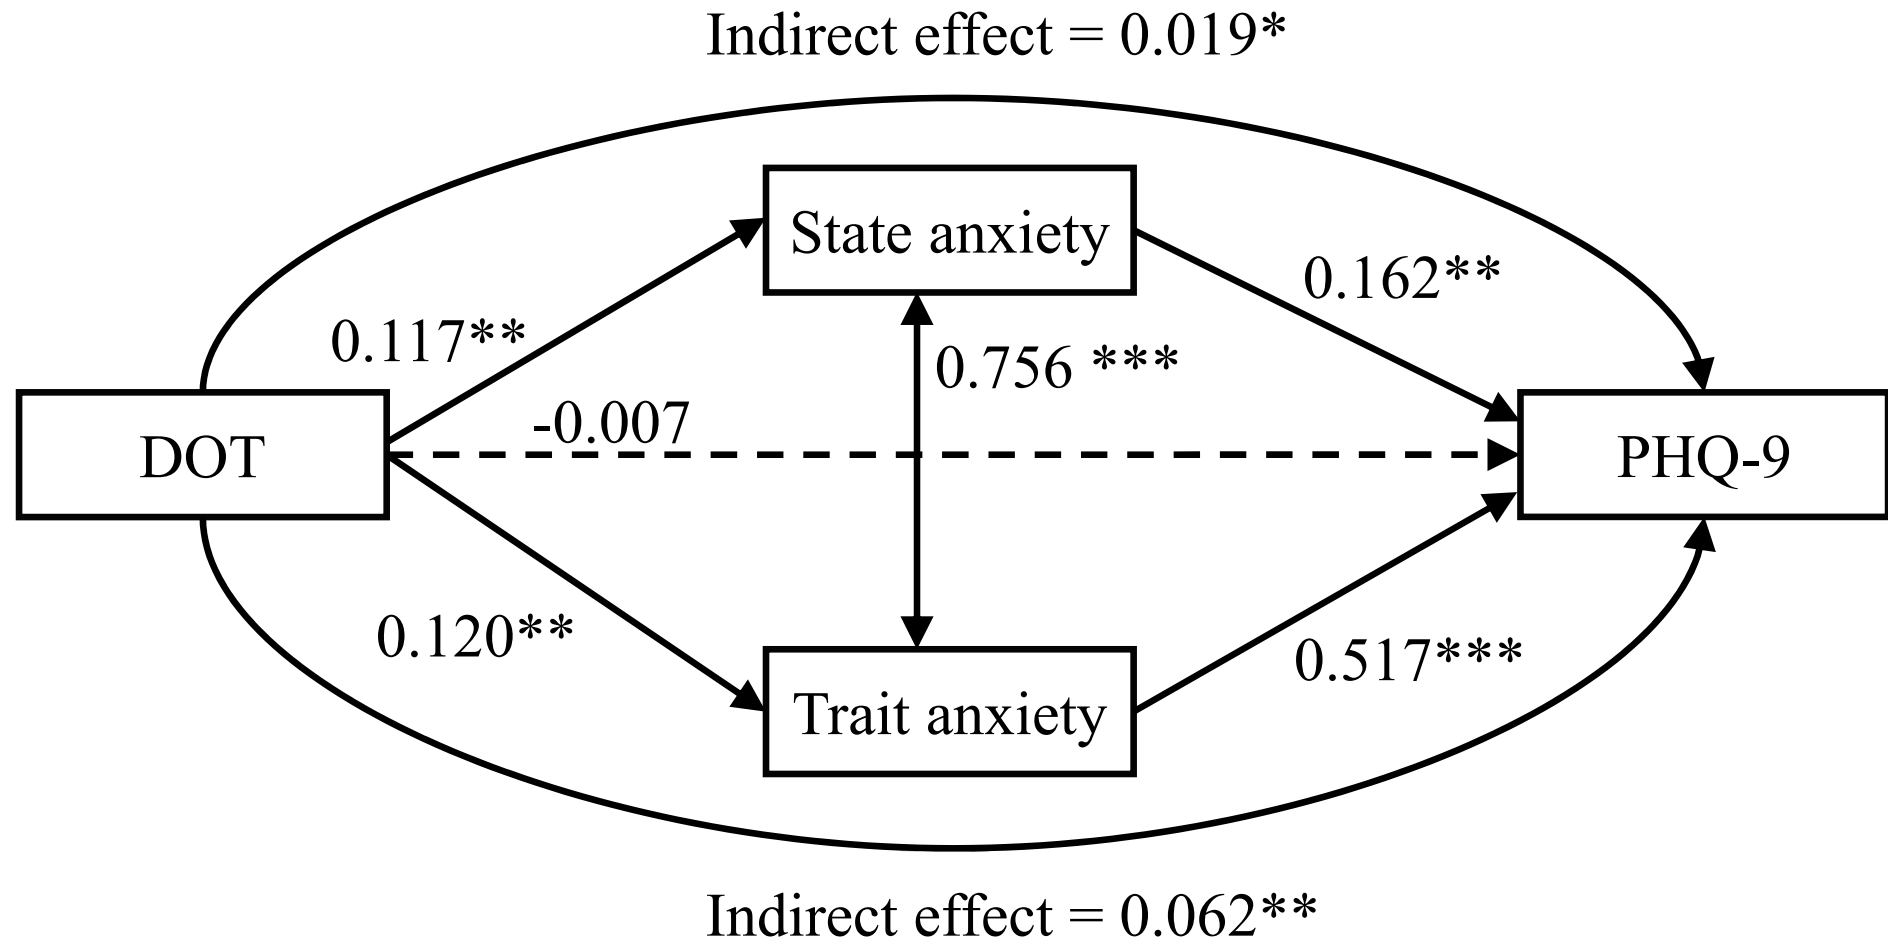 Indirect effect = 0.019*
State anxiety
0.162**
0.117**
0.756 ***
-0.007
DOT
PHQ-9
0.120**
0.517***
Trait anxiety
Indirect effect = 0.062**